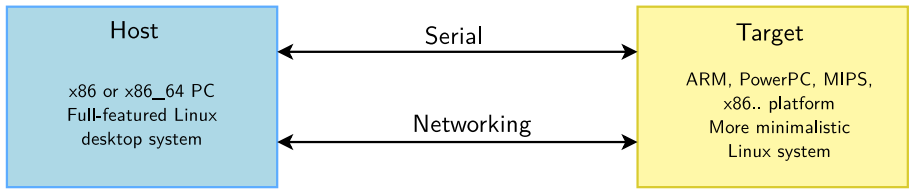 Host
x86 or x86_64 PC
Full-featured Linux
desktop system
Serial
Networking
Target
ARM, PowerPC, MIPS,
x86.. platform
More minimalistic
Linux system